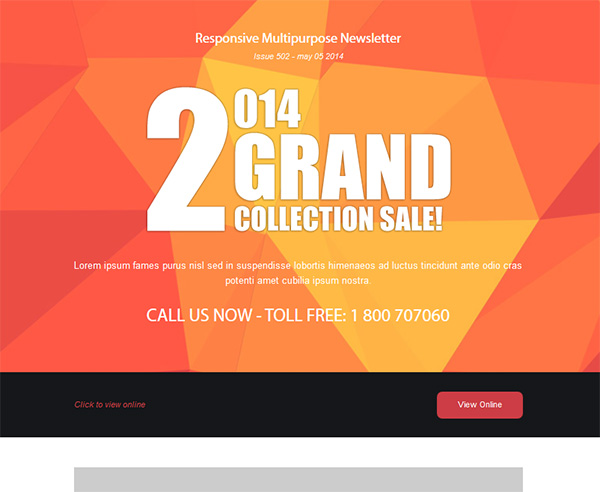 Responsive Multipurpose Newsletter
Issue 502 - may 05 2014
2014
GRAND
COLLECTION SALE!
Lorem ipsum fames purus nisl sed in suspendisse lobortis himenaeos ad luctus tincidunt ante odio cras
potenti amet cubilia ipsum nostra.
CALL US NOW - TOLL FREE: 1 800 707060
Click to view online
View Online